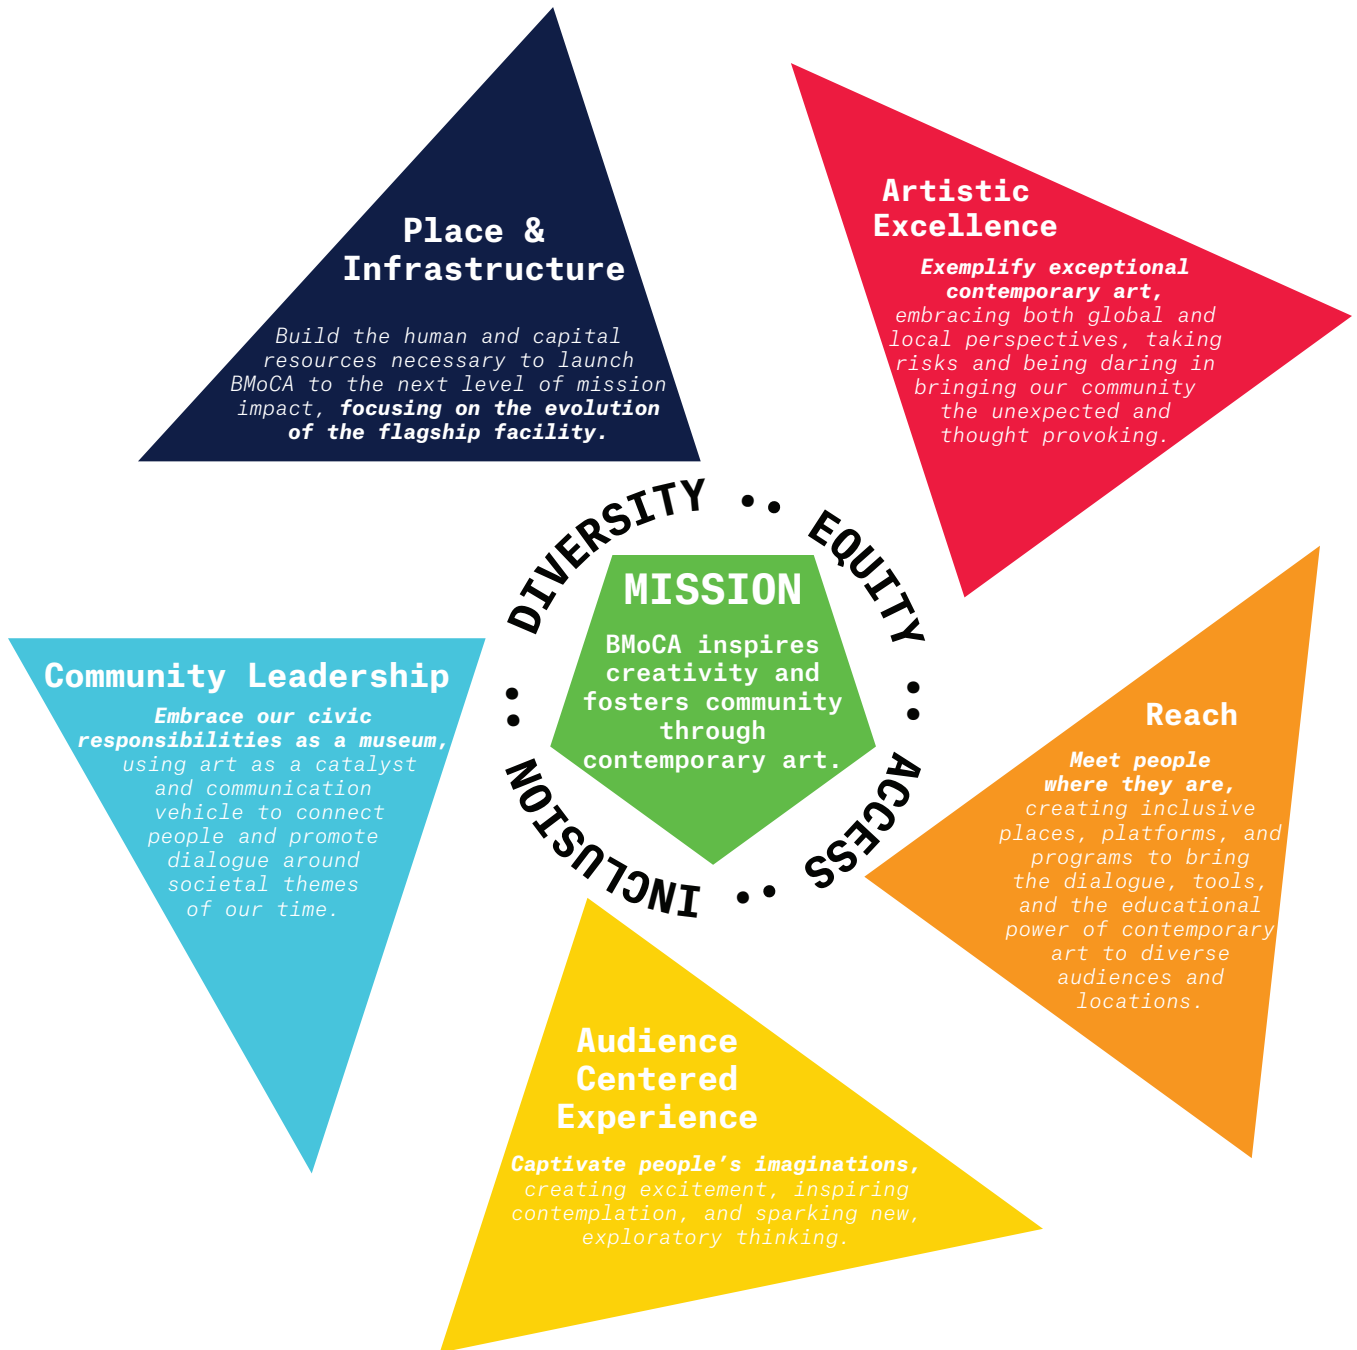 Place &
Infrastructure
Build the human and capital
resources necessary to launch
BMoCA to the next level of mission
impact, focusing on the evolution
of the flagship facility.
Artistic
Excellence
Exemplify exceptional
contemporary art,
embracing both global and
local perspectives, taking
risks and being daring in
bringing our community
the unexpected and
thought provoking.
DIVERSITY •• EQUITY •• ACCESS •• INCLUSION ••
MISSION
BMoCA inspires
creativity and
fosters community
through
contemporary art.
Community Leadership
Embrace our civic
responsibilities as a museum,
using art as a catalyst
and communication
vehicle to connect
people and promote
dialogue around
societal themes
of our time.
Reach
Meet people
where they are,
creating inclusive
places, platforms, and
programs to bring
the dialogue, tools,
and the educational
power of contemporary
art to diverse
audiences and
locations.
Audience
Centered
Experience
Captivate people’s imaginations,
creating excitement, inspiring
contemplation, and sparking new,
exploratory thinking.